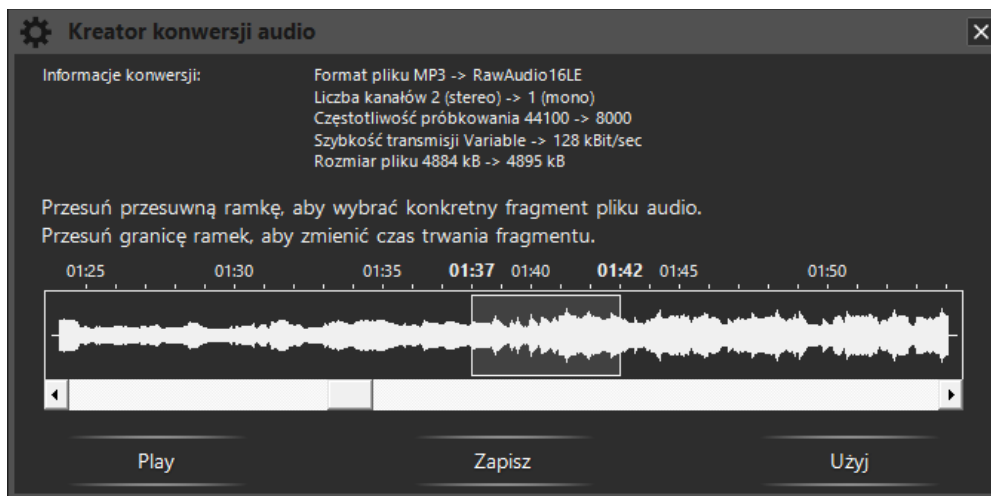 Kreator konwersji audio
Informacje konwersji:
Format pliku MP3 -> RawAudio16LE
Liczba kanałów 2 (stereo) -> 1 (mono)
Częstotliwość próbkowania 44100 -> 8000
Szybkość transmisji Variable -> 128 kBit/sec
Rozmiar pliku 4884 kB -> 4895 kB
Przesuń przesuwną ramkę, aby wybrać konkretny fragment pliku audio.
Przesuń granicę ramek, aby zmienić czas trwania fragmentu.
01:25 01:30 01:35 01:37 01:40 01:42 01:45 01:50
Play Zapisz Użyj